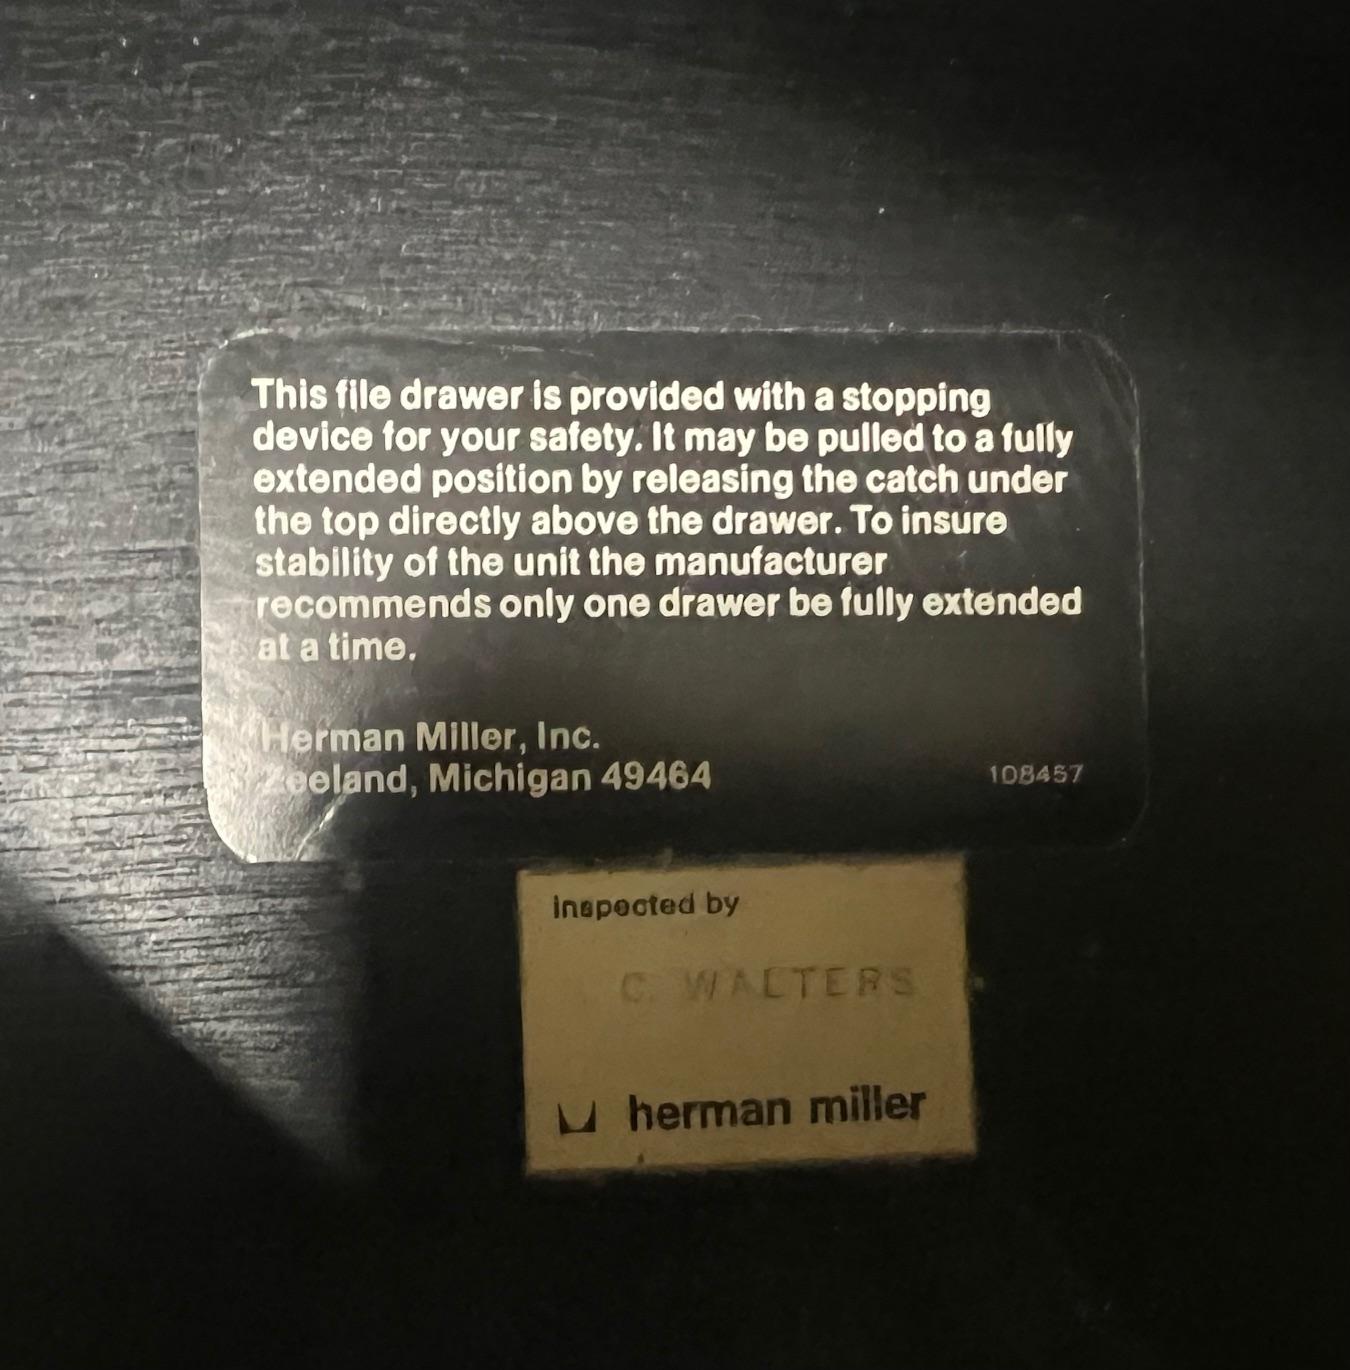 This file drawer is provided with a stopping
device for your safety. It may be pulled to a fully
extended position by releasing the catch under
the top directly above the drawer. To insure
stability of the unit the manufacturer
recommends only one drawer be fully extended
at a time.
Herman Miller, Inc.
Zeeland, Michigan 49464
108457
inspected by
C. WALTERS
herman miller